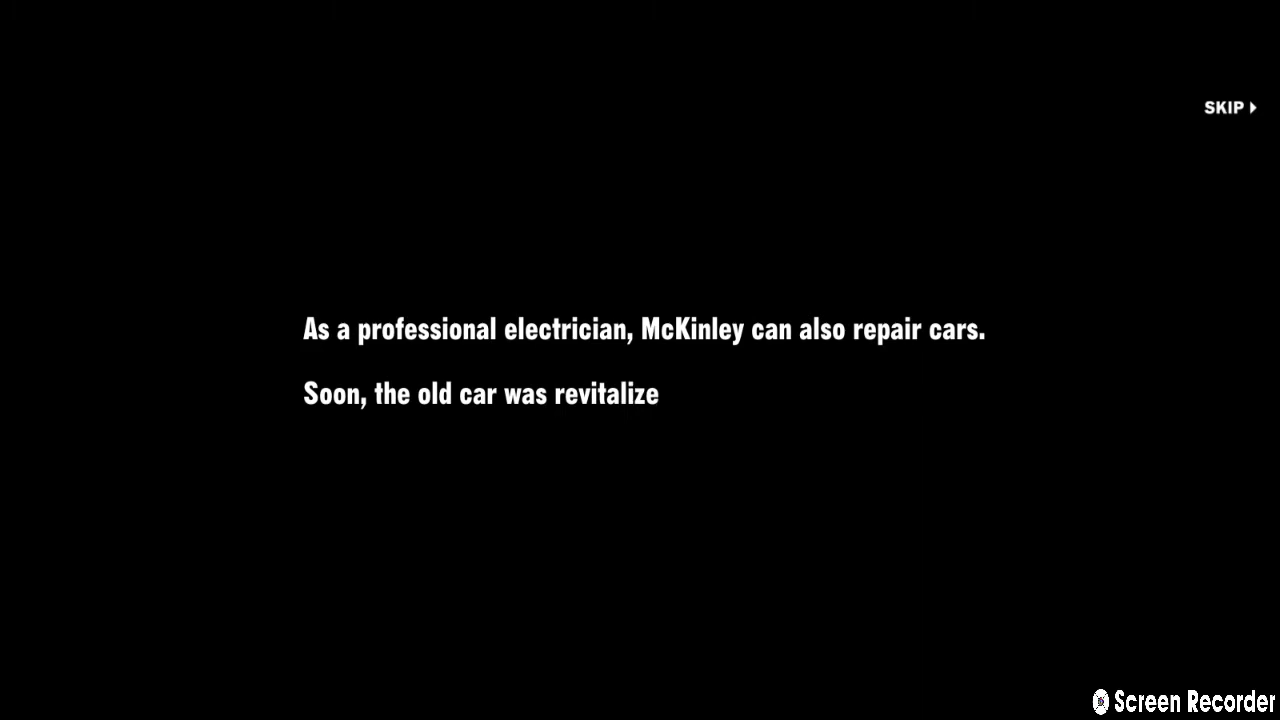 SKIP
As a professional electrician, McKinley can also repair cars.
Soon, the old car was revitalize
Screen Recorder